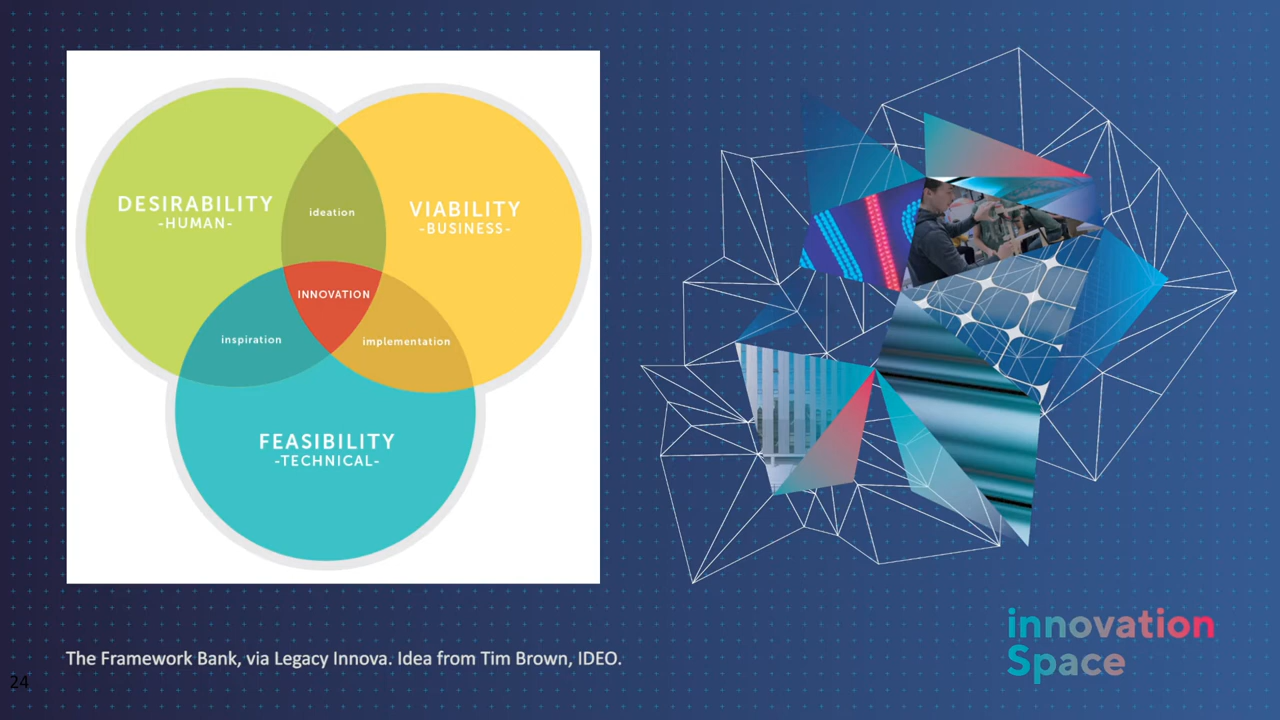 DESIRABILITY
-HUMAN-
ideation
VIABILITY
-BUSINESS-
INNOVATION
inspiration
implementation
FEASIBILITY
-TECHNICAL-
The Framework Bank, via Legacy Innova. Idea from Tim Brown, IDEO.
24
innovation
Space